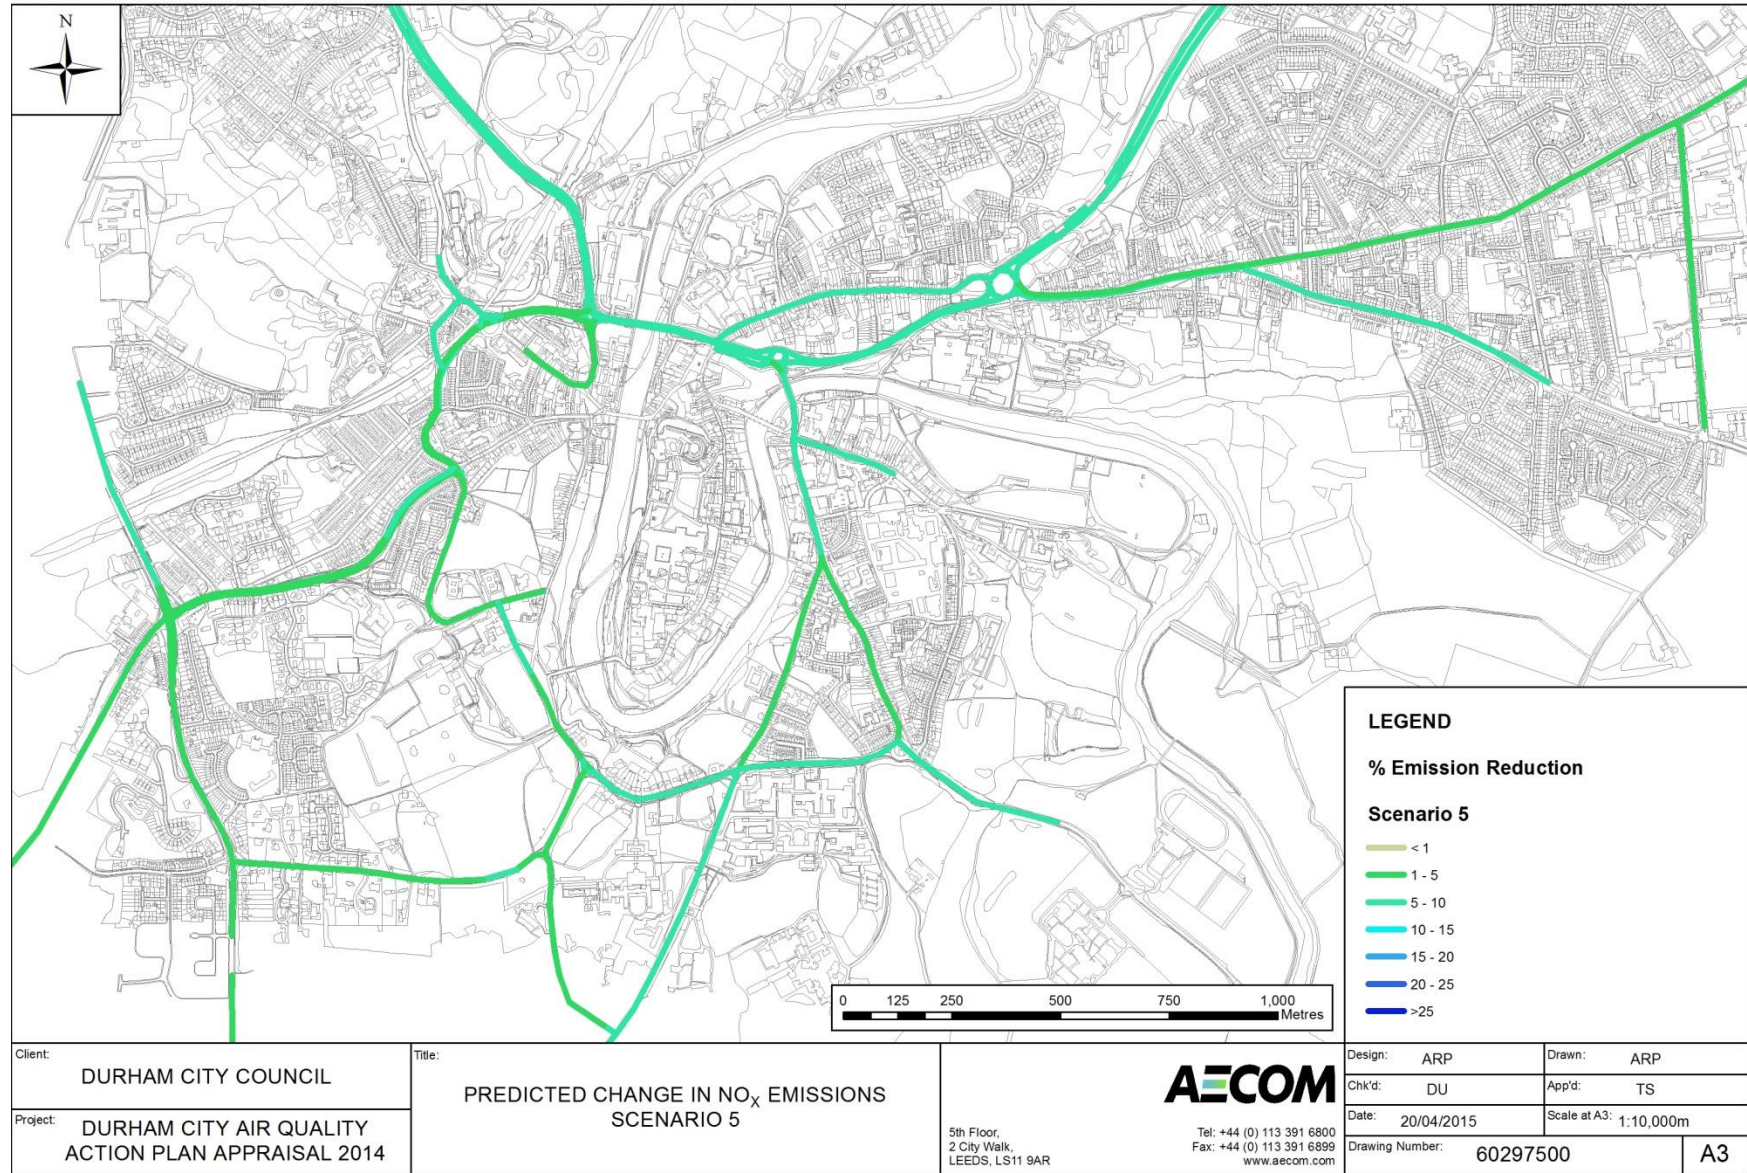 N
LEGEND
% Emission Reduction
Scenario 5
< 1
1 - 5
5 - 10
10 - 15
15 - 20
20 - 25
>25
0 125 250 500 750 1,000
Metres
Client:
DURHAM CITY COUNCIL
Project:
DURHAM CITY AIR QUALITY
ACTION PLAN APPRAISAL 2014
Title:
PREDICTED CHANGE IN NOX EMISSIONS
SCENARIO 5
AECOM
5th Floor,
2 City Walk,
LEEDS, LS11 9AR
Tel: +44 (0) 113 391 6800
Fax: +44 (0) 113 391 6899
www.aecom.com
Design: ARP
Drawn: ARP
Chk'd: DU
App'd: TS
Date: 20/04/2015
Scale at A3: 1:10,000m
Drawing Number: 60297500
A3